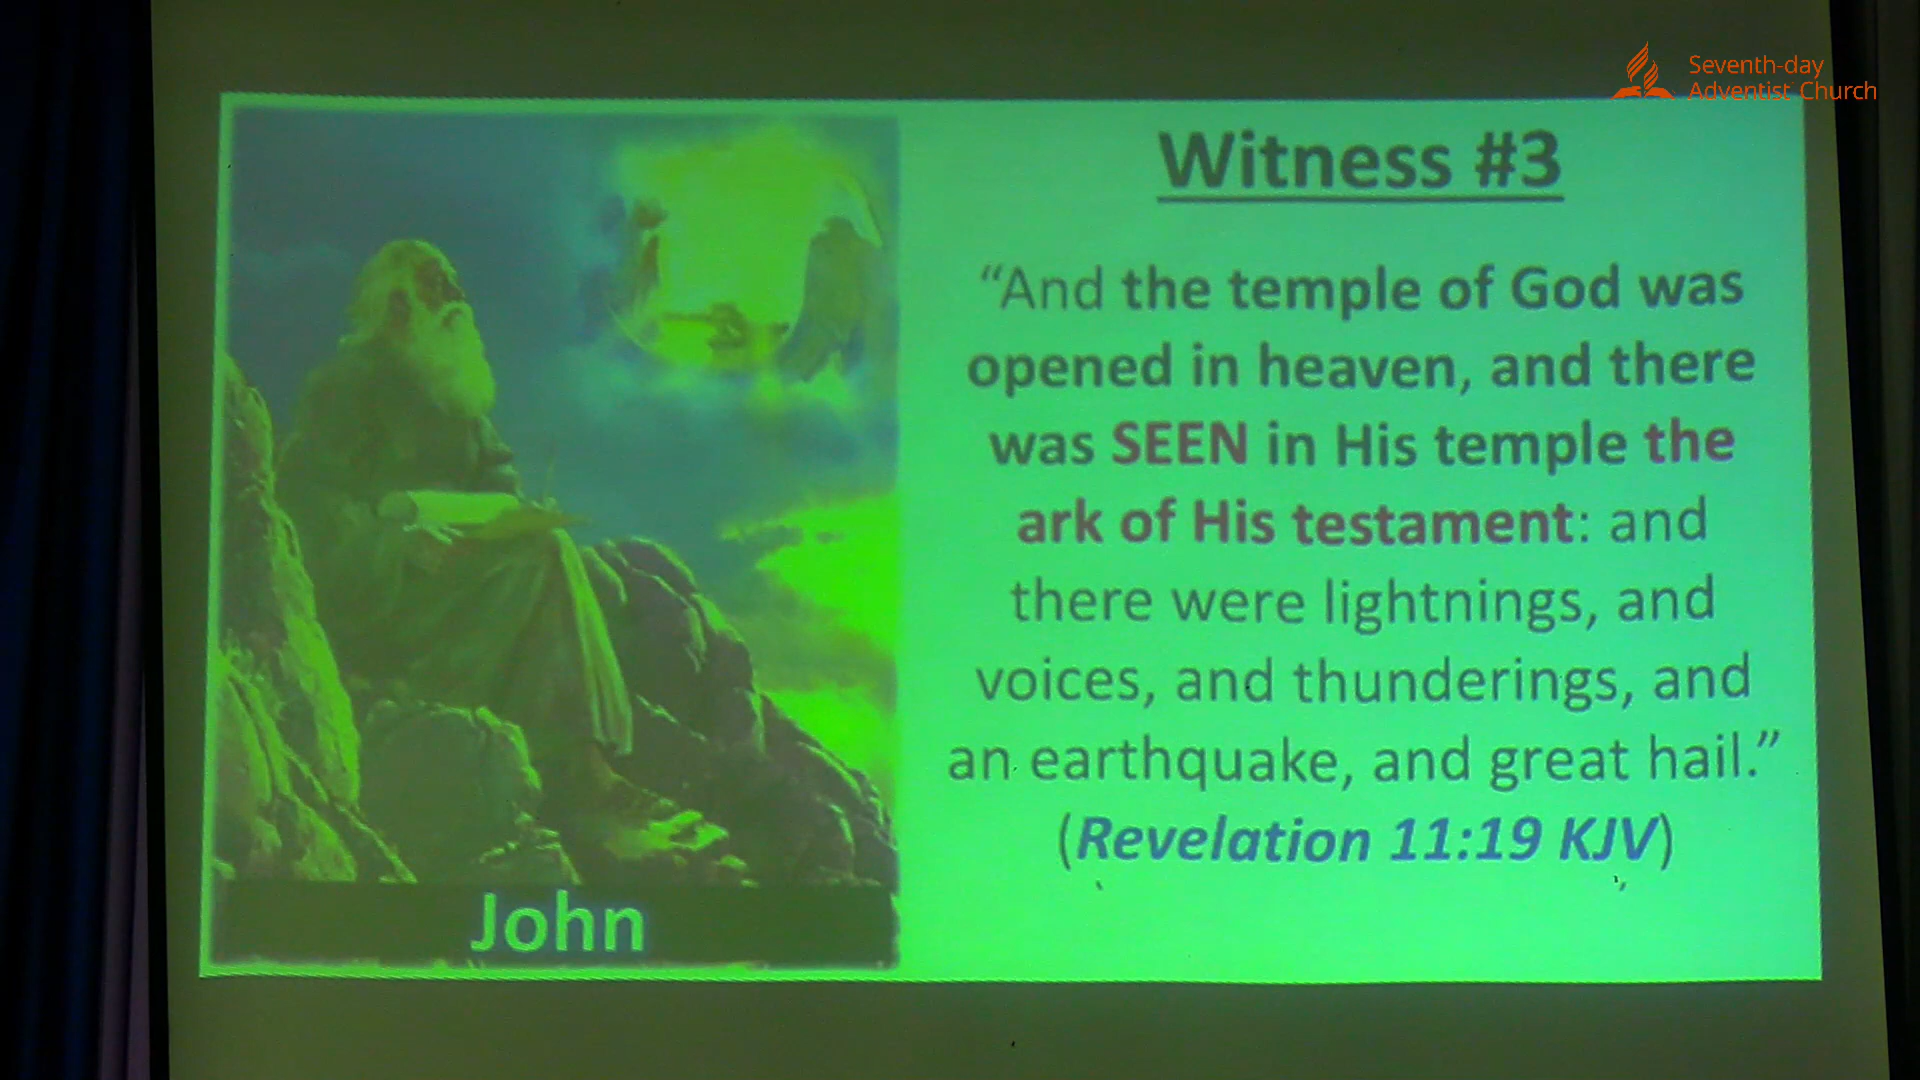 Seventh-day
Adventist Church
Witness #3
“And the temple of God was
opened in heaven, and there
was SEEN in His temple the
ark of His testament: and
there were lightnings, and
voices, and thunderings, and
an earthquake, and great hail.”
(Revelation 11:19 KJV)
John